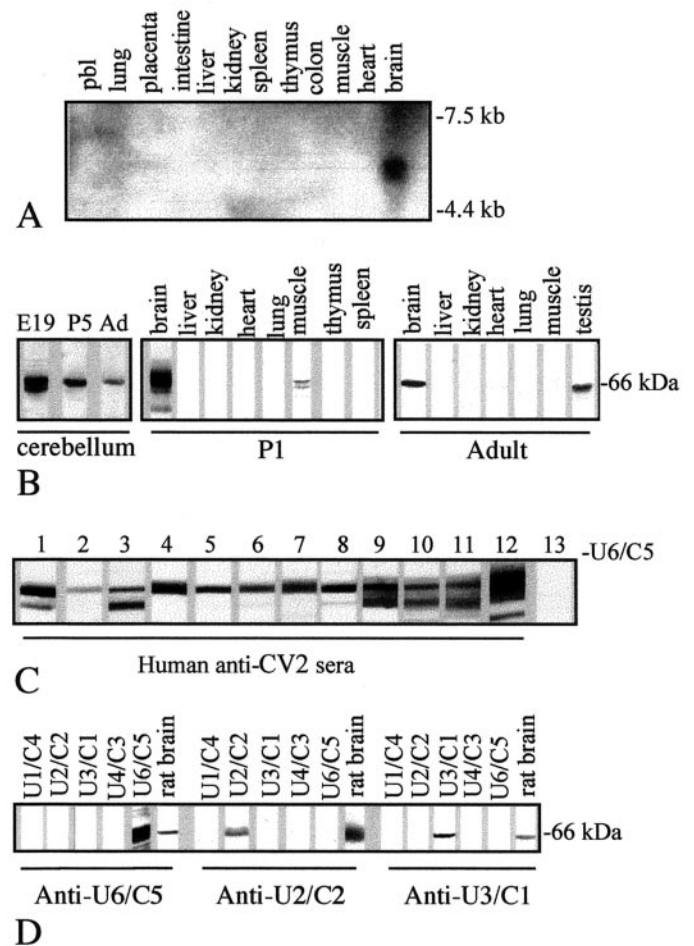 pbl lung placenta intestine liver kidney spleen thymus colon muscle heart brain
-7.5 kb
-4.4 kb
A
brain liver kidney heart lung muscle thymus spleen
brain liver kidney heart lung muscle testis
E19 P5 Ad
-66 kDa
cerebellum P1 Adult
B
1 2 3 4 5 6 7 8 9 10 11 12 13
-U6/C5
Human anti-CV2 sera
C
U1/C4 U2/C2 U3/C1 U4/C3 U6/C5 rat brain U1/C4 U2/C2 U3/C1 U4/C3 U6/C5 rat brain U1/C4 U2/C2 U3/C1 U4/C3 U6/C5 rat brain
-66 kDa
Anti-U6/C5 Anti-U2/C2 Anti-U3/C1
D